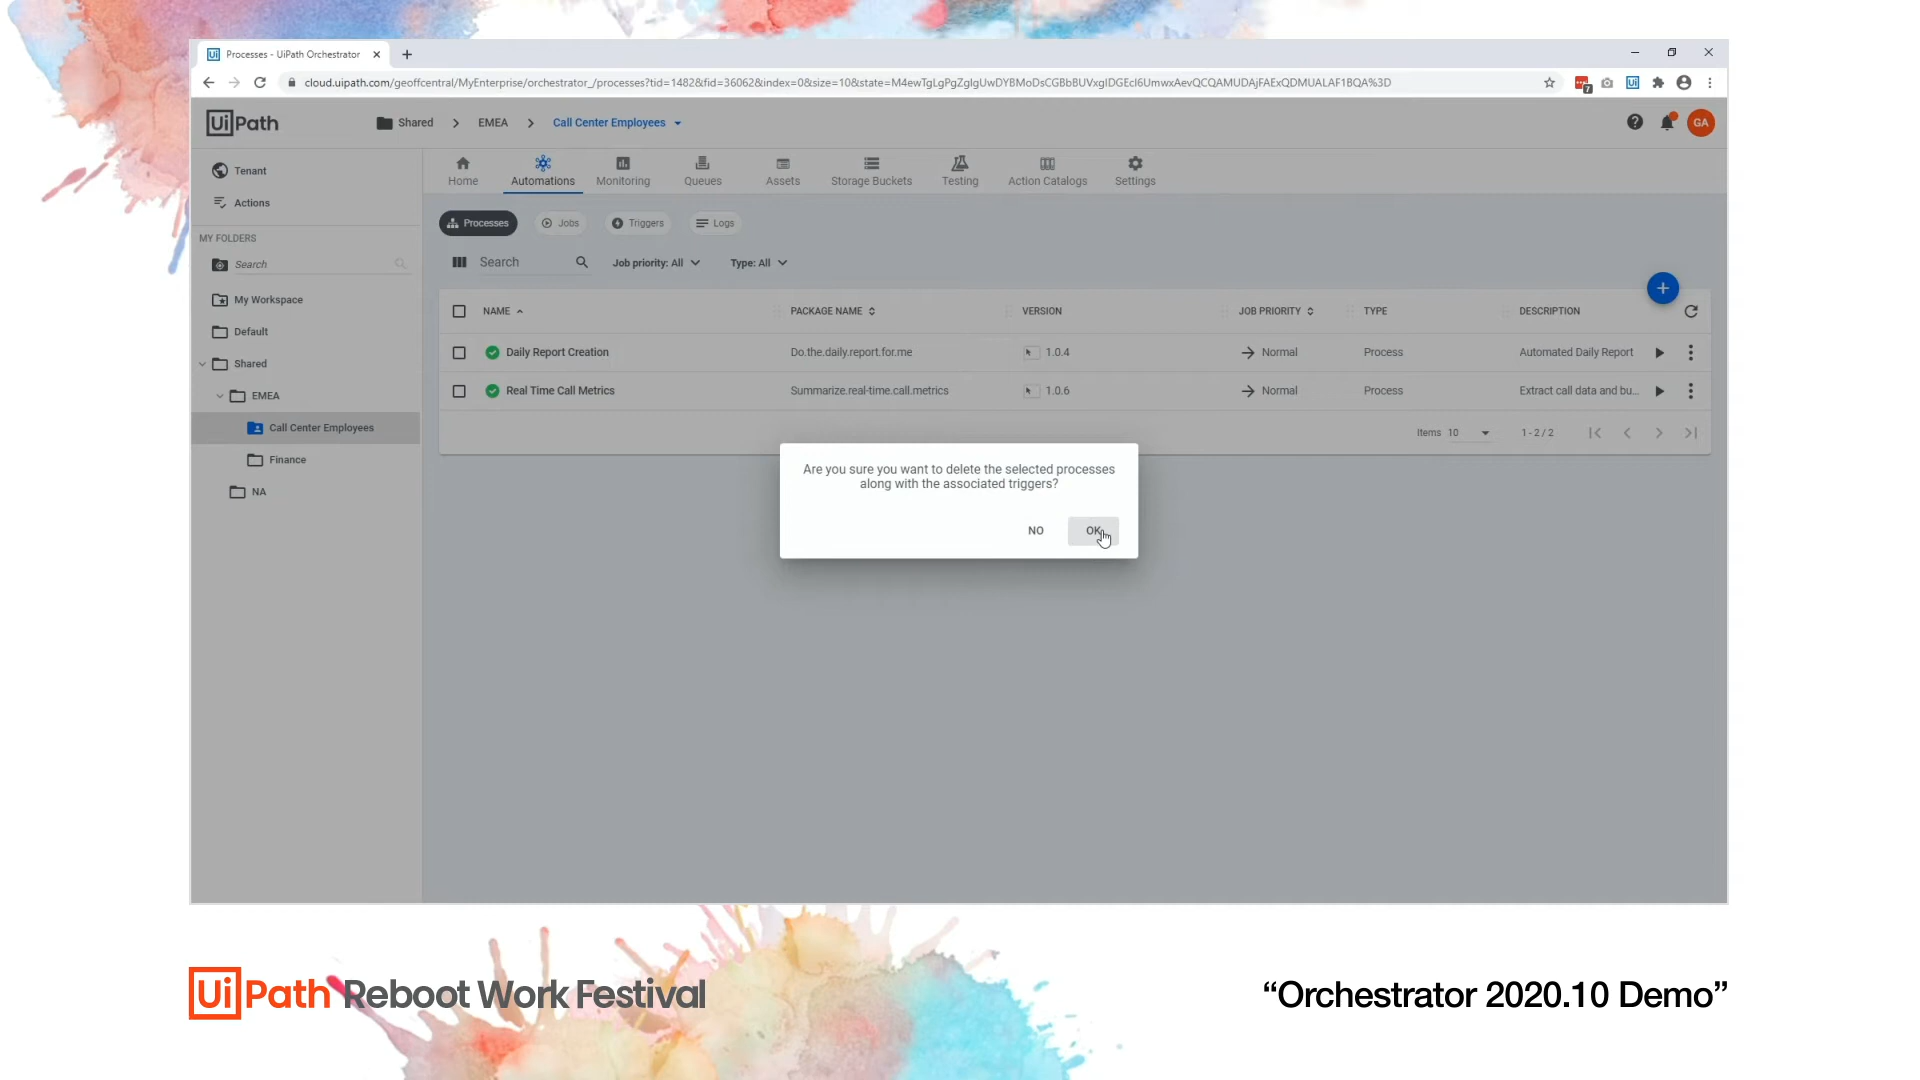 Processes - UiPath Orchestrator
cloud.uipath.com/geoffcentral/MyEnterprise/orchestrator_/processes?tid=1482&fid=36062&index=0&size=10&state=M4ewTgLgPgZglgUwDYBMoDsCGBbBUVxgIDGEcI6UmwxAevQCQAMUDAjFAExQDMUALAF1BQA%3D
7
UiPath
Shared
EMEA
Call Center Employees
GA
Tenant
Actions
MY FOLDERS
Search
My Workspace
Default
Shared
EMEA
Call Center Employees
Finance
NA
Home
Automations
Monitoring
Queues
Assets
Storage Buckets
Testing
Action Catalogs
Settings
Processes
Jobs
Triggers
Logs
Search
Job priority: All
Type: All
NAME PACKAGE NAME VERSION JOB PRIORITY TYPE DESCRIPTION
Daily Report Creation Do.the.daily.report.for.me 1.0.4 Normal Process Automated Daily Report
Real Time Call Metrics Summarize.real-time.call.metrics 1.0.6 Normal Process Extract call data and bu...
Items 10 1 - 2 / 2
Are you sure you want to delete the selected processes
along with the associated triggers?
NO
OK
UiPath Reboot Work Festival
“Orchestrator 2020.10 Demo”